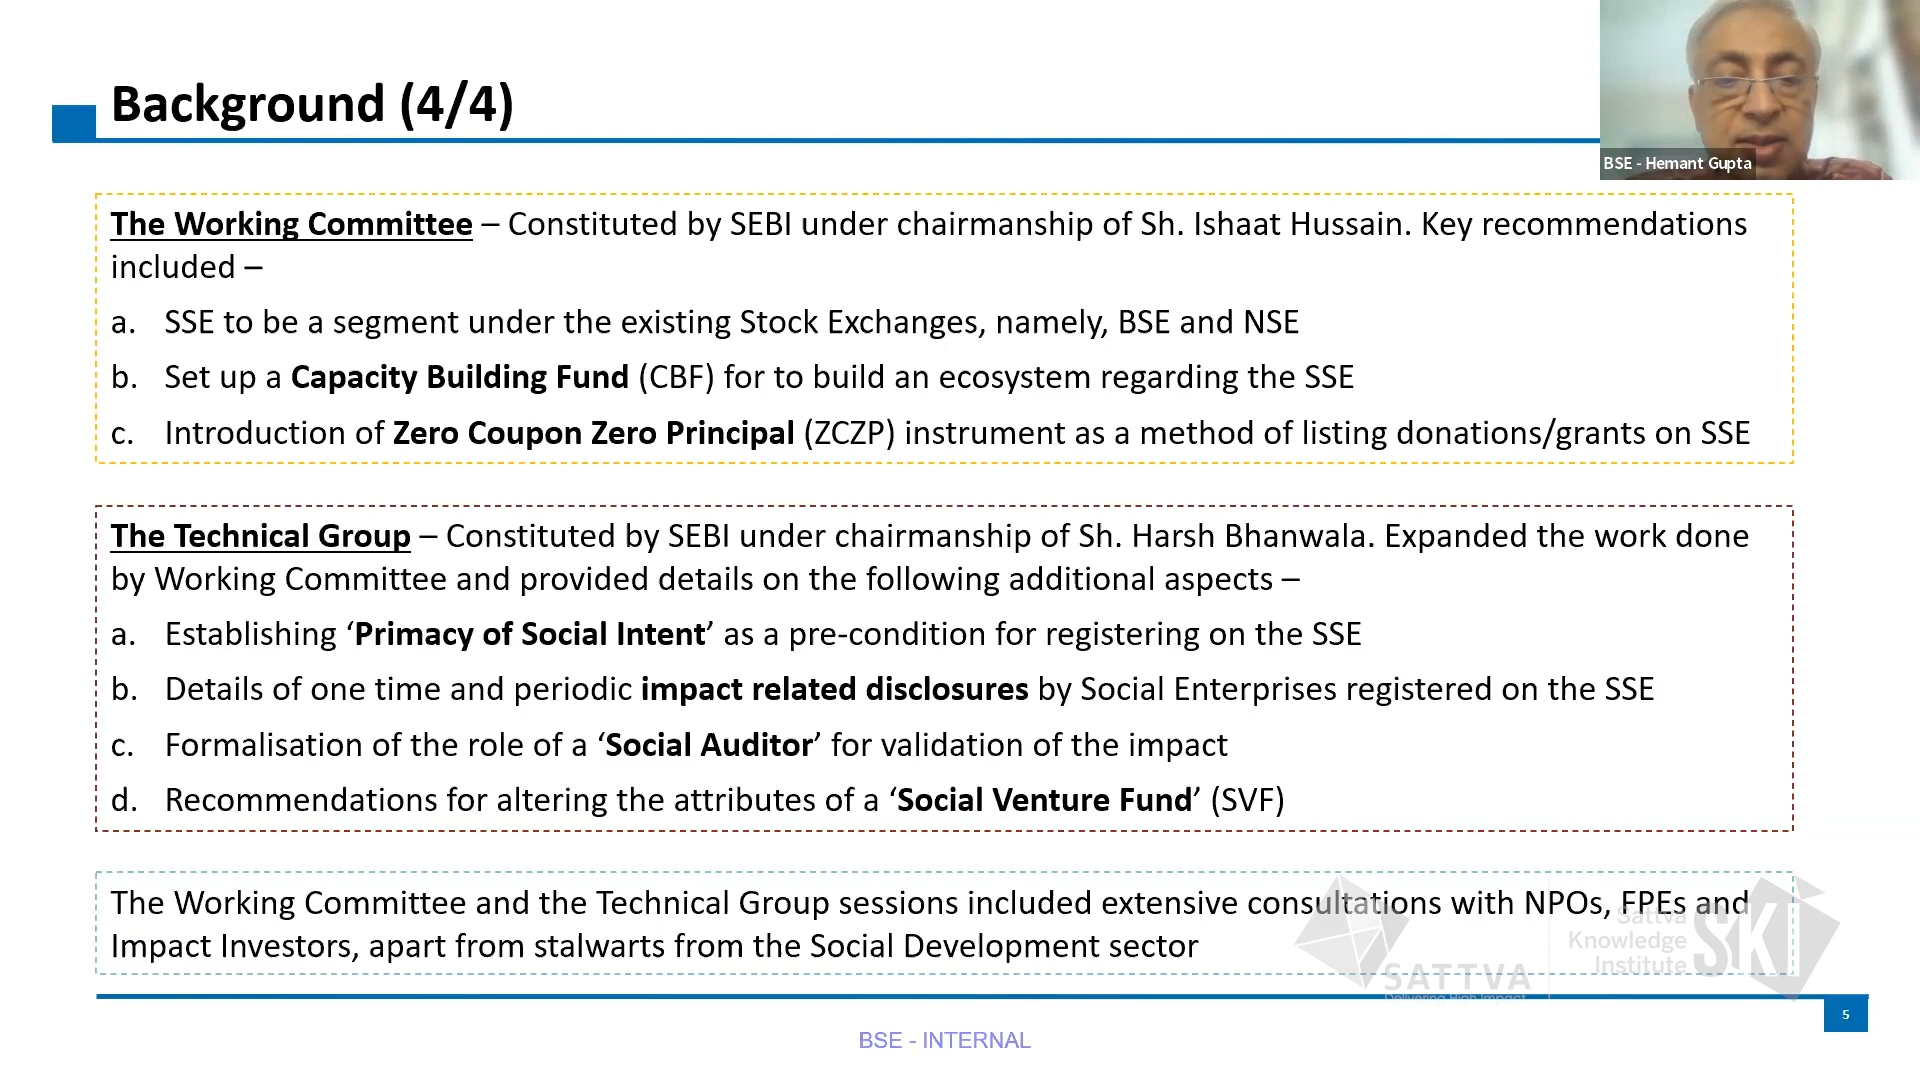 Background (4/4)
BSE - Hemant Gupta
The Working Committee – Constituted by SEBI under chairmanship of Sh. Ishaat Hussain. Key recommendations
included –
a. SSE to be a segment under the existing Stock Exchanges, namely, BSE and NSE
b. Set up a Capacity Building Fund (CBF) for to build an ecosystem regarding the SSE
c. Introduction of Zero Coupon Zero Principal (ZCZP) instrument as a method of listing donations/grants on SSE
The Technical Group – Constituted by SEBI under chairmanship of Sh. Harsh Bhanwala. Expanded the work done
by Working Committee and provided details on the following additional aspects –
a. Establishing ‘Primacy of Social Intent’ as a pre-condition for registering on the SSE
b. Details of one time and periodic impact related disclosures by Social Enterprises registered on the SSE
c. Formalisation of the role of a ‘Social Auditor’ for validation of the impact
d. Recommendations for altering the attributes of a ‘Social Venture Fund’ (SVF)
The Working Committee and the Technical Group sessions included extensive consultations with NPOs, FPEs and
Impact Investors, apart from stalwarts from the Social Development sector
SATTVA
Delivering High Impact
Sattva
Knowledge
Institute
SKI
5
BSE - INTERNAL